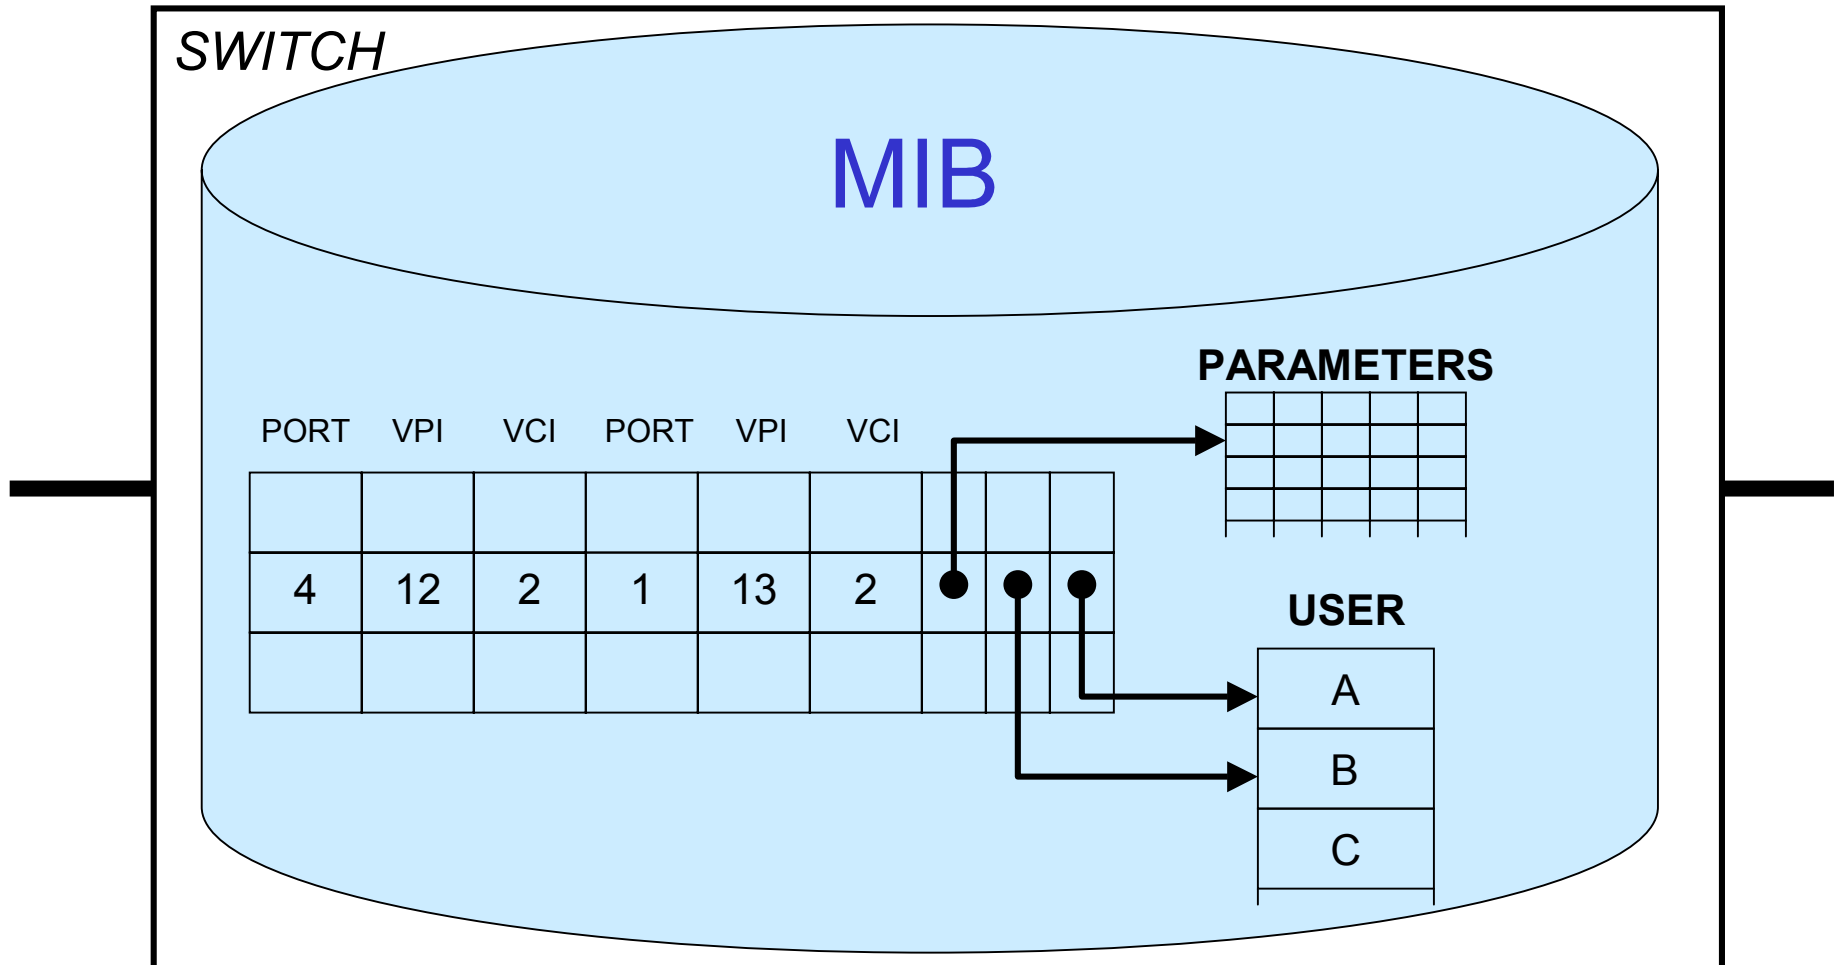 SWITCH
MIB
PARAMETERS
PORT VPI VCI PORT VPI VCI
4 12 2 1 13 2
USER
A
B
C